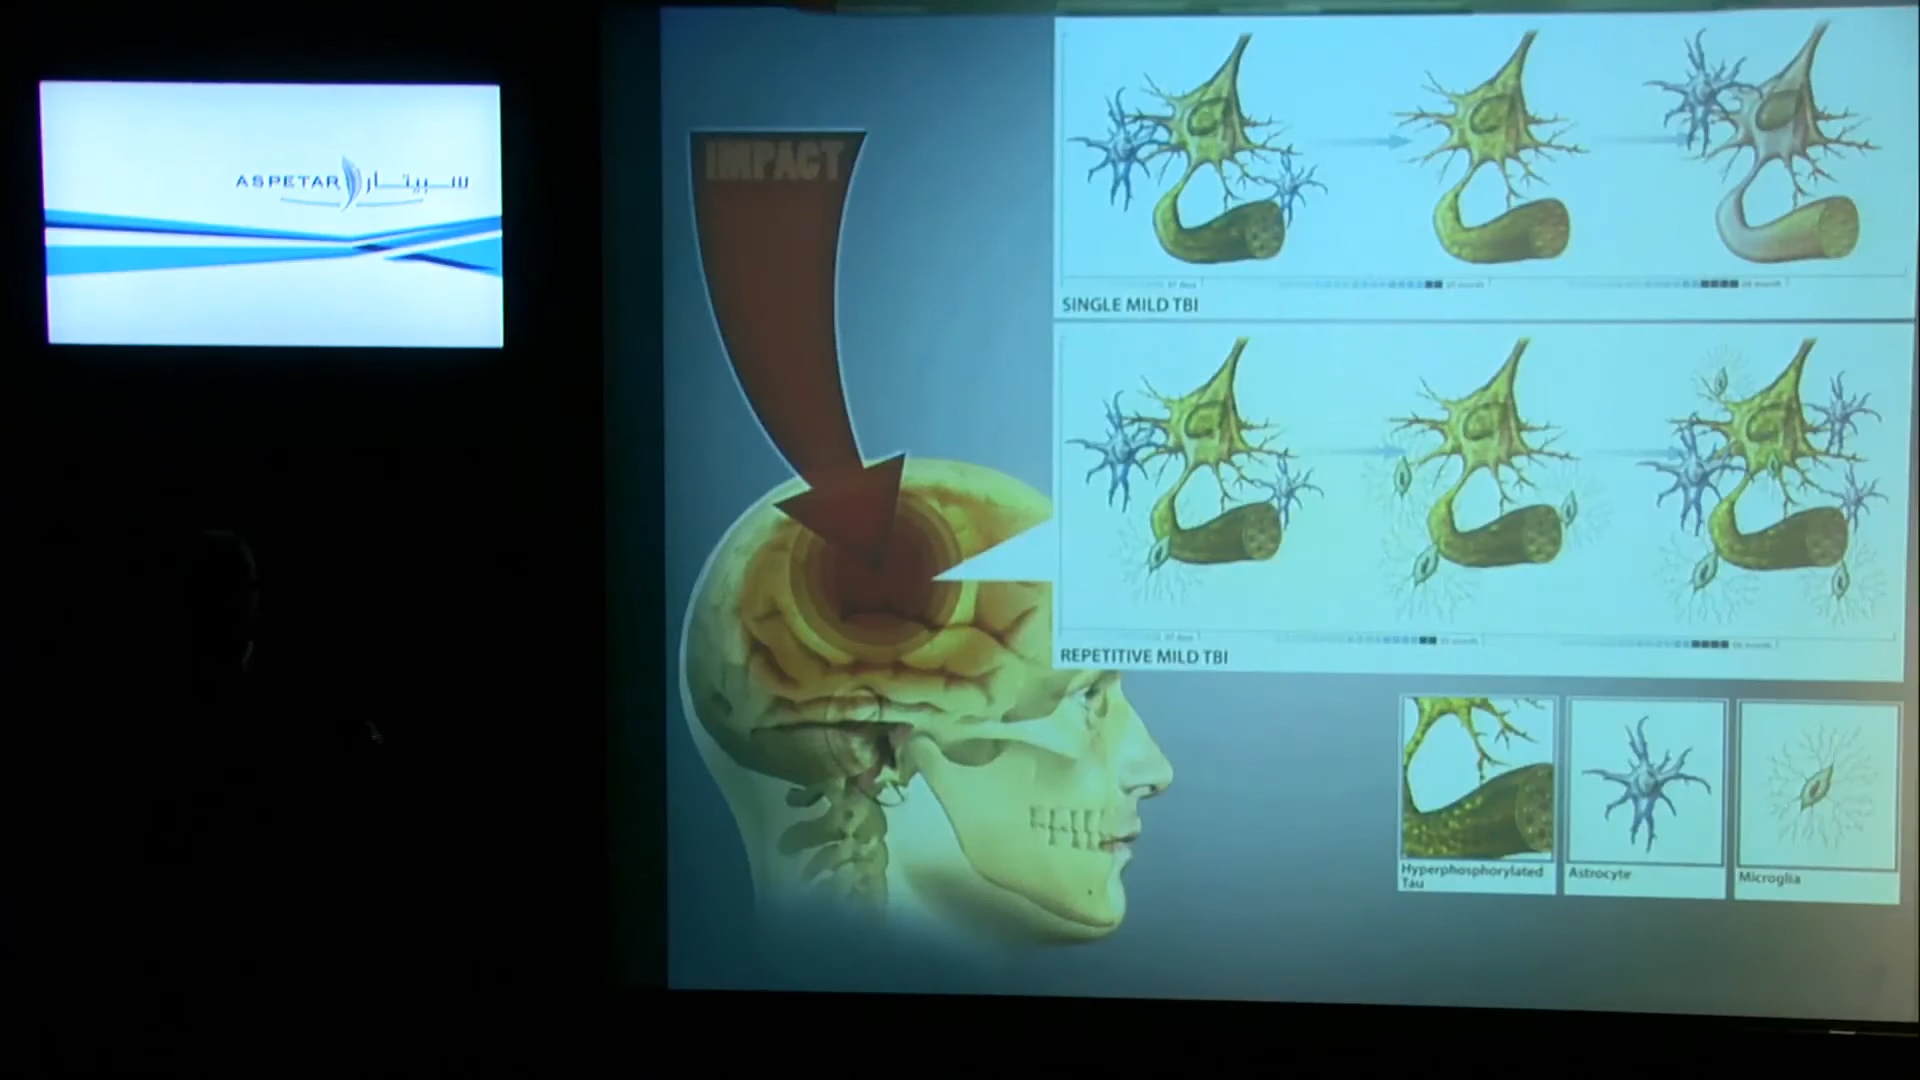 ASPETAR سبيتار
IMPACT
SINGLE MILD TBI
REPETITIVE MILD TBI
Hyperphosphorylated
Tau
Astrocyte
Microglia